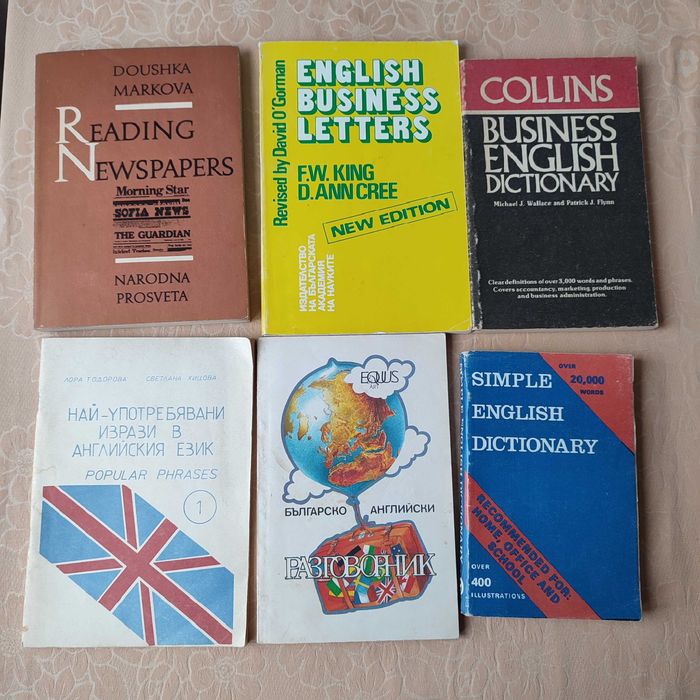 DOUSHKA
MARKOVA
READING
NEWSPAPERS
Morning Star
SOFIA NEWS
THE GUARDIAN
NARODNA
PROSVETA
Revised by David O'Gorman
ENGLISH
BUSINESS
LETTERS
F.W. KING
D. ANN CREE
NEW EDITION
ИЗДАТЕЛСТВО
НА БЪЛГАРСКАТА
АКАДЕМИЯ
НА НАУКИТЕ
COLLINS
BUSINESS
ENGLISH
DICTIONARY
Michael J. Wallace and Patrick J. Flynn
Clear definitions of over 3,000 words and phrases.
Covers accountancy, marketing, production
and business administration.
ЛОРА ТОДОРОВА СВЕТЛАНА ХИЦОВА
НАЙ-УПОТРЕБЯВАНИ
ИЗРАЗИ В
АНГЛИЙСКИЯ ЕЗИК
POPULAR PHRASES
1
EQUUS
ART
БЪЛГАРСКО АНГЛИЙСКИ
РАЗГОВОРНИК
SIMPLE
ENGLISH
DICTIONARY
OVER
20,000
WORDS
RECOMMENDED FOR:
HOME, OFFICE AND
SCHOOL
OVER
400
ILLUSTRATIONS